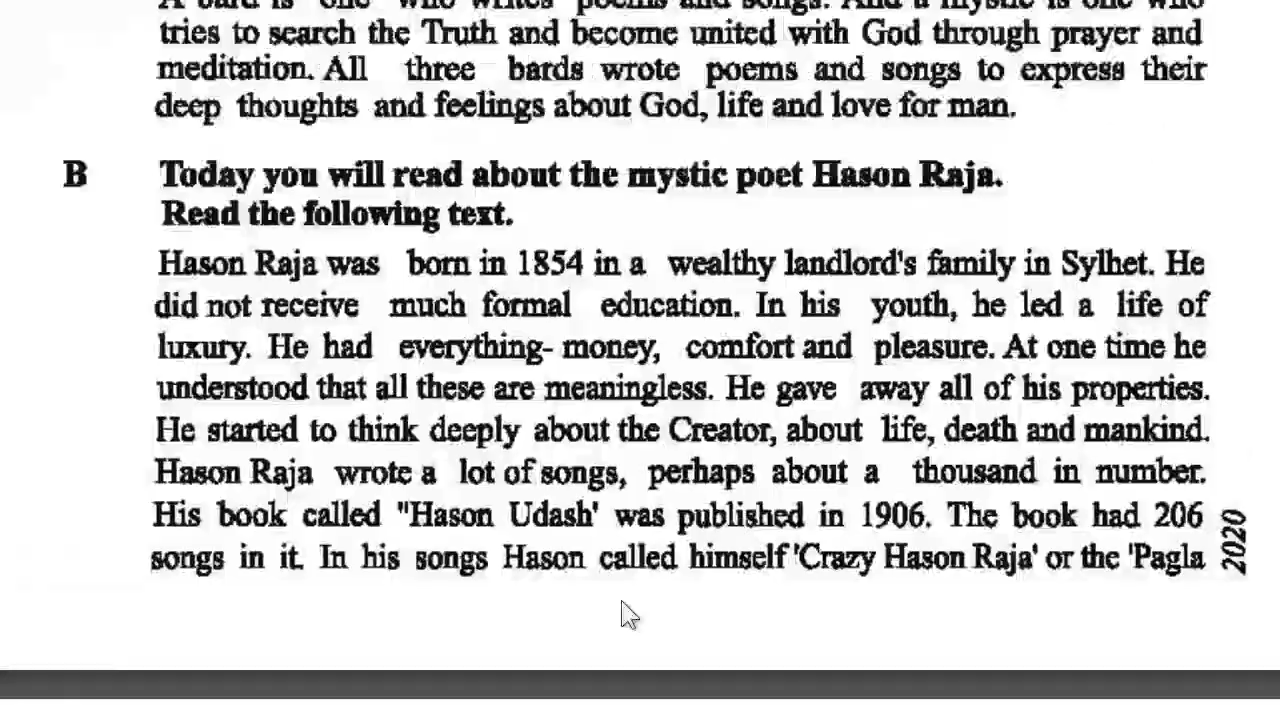 A bard is one who writes poems and songs. And a mystic is one who
tries to search the Truth and become united with God through prayer and
meditation. All three bards wrote poems and songs to express their
deep thoughts and feelings about God, life and love for man.
B Today you will read about the mystic poet Hason Raja.
Read the following text.
Hason Raja was born in 1854 in a wealthy landlord's family in Sylhet. He
did not receive much formal education. In his youth, he led a life of
luxury. He had everything- money, comfort and pleasure. At one time he
understood that all these are meaningless. He gave away all of his properties.
He started to think deeply about the Creator, about life, death and mankind.
Hason Raja wrote a lot of songs, perhaps about a thousand in number.
His book called "Hason Udash' was published in 1906. The book had 206
songs in it. In his songs Hason called himself 'Crazy Hason Raja' or the 'Pagla
2020